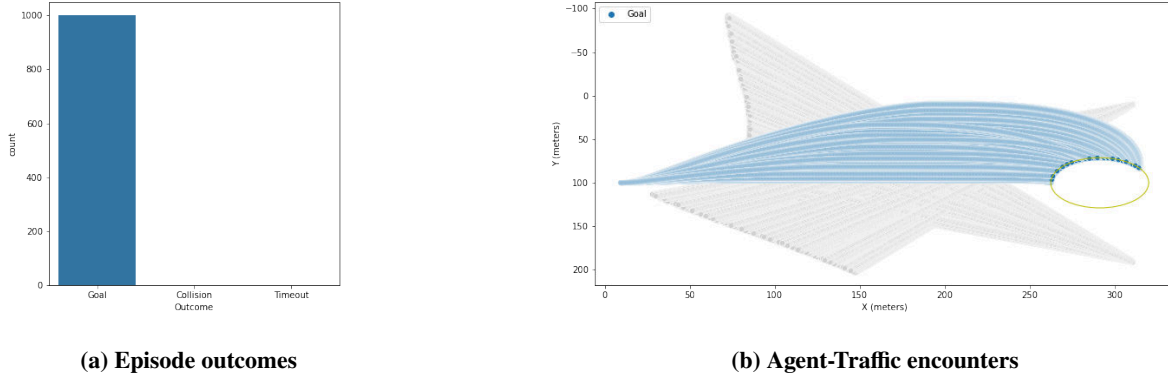 1000
800
600
400
200
0
count
Goal
Collision
Timeout
Outcome
(a) Episode outcomes
Goal
−100
−50
0
50
100
150
200
Y (meters)
0
50
100
150
200
250
300
X (meters)
(b) Agent-Traffic encounters